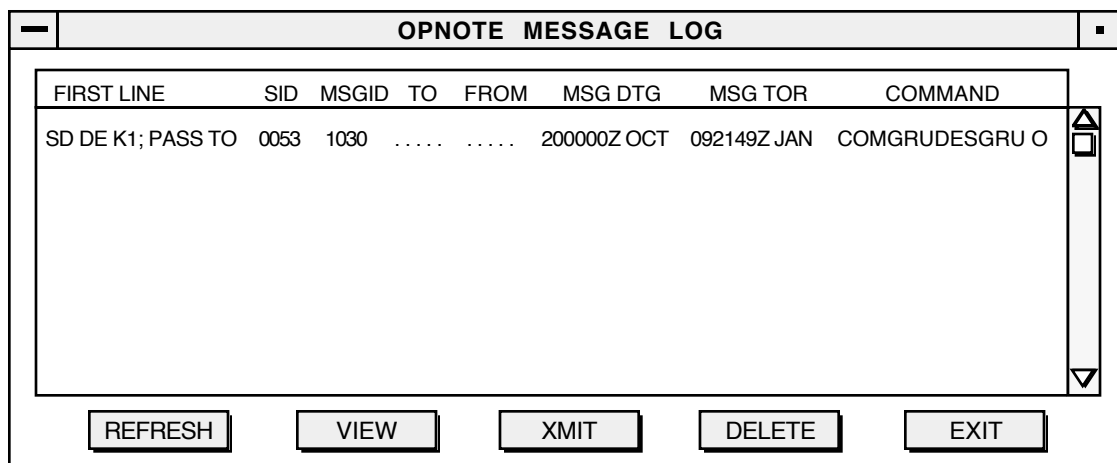 OPNOTE MESSAGE LOG
FIRST LINE SID MSGID TO FROM MSG DTG MSG TOR COMMAND
SD DE K1; PASS TO 0053 1030 . . . . . . . . . . 200000Z OCT 092149Z JAN COMGRUDESGRU O
REFRESH VIEW XMIT DELETE EXIT